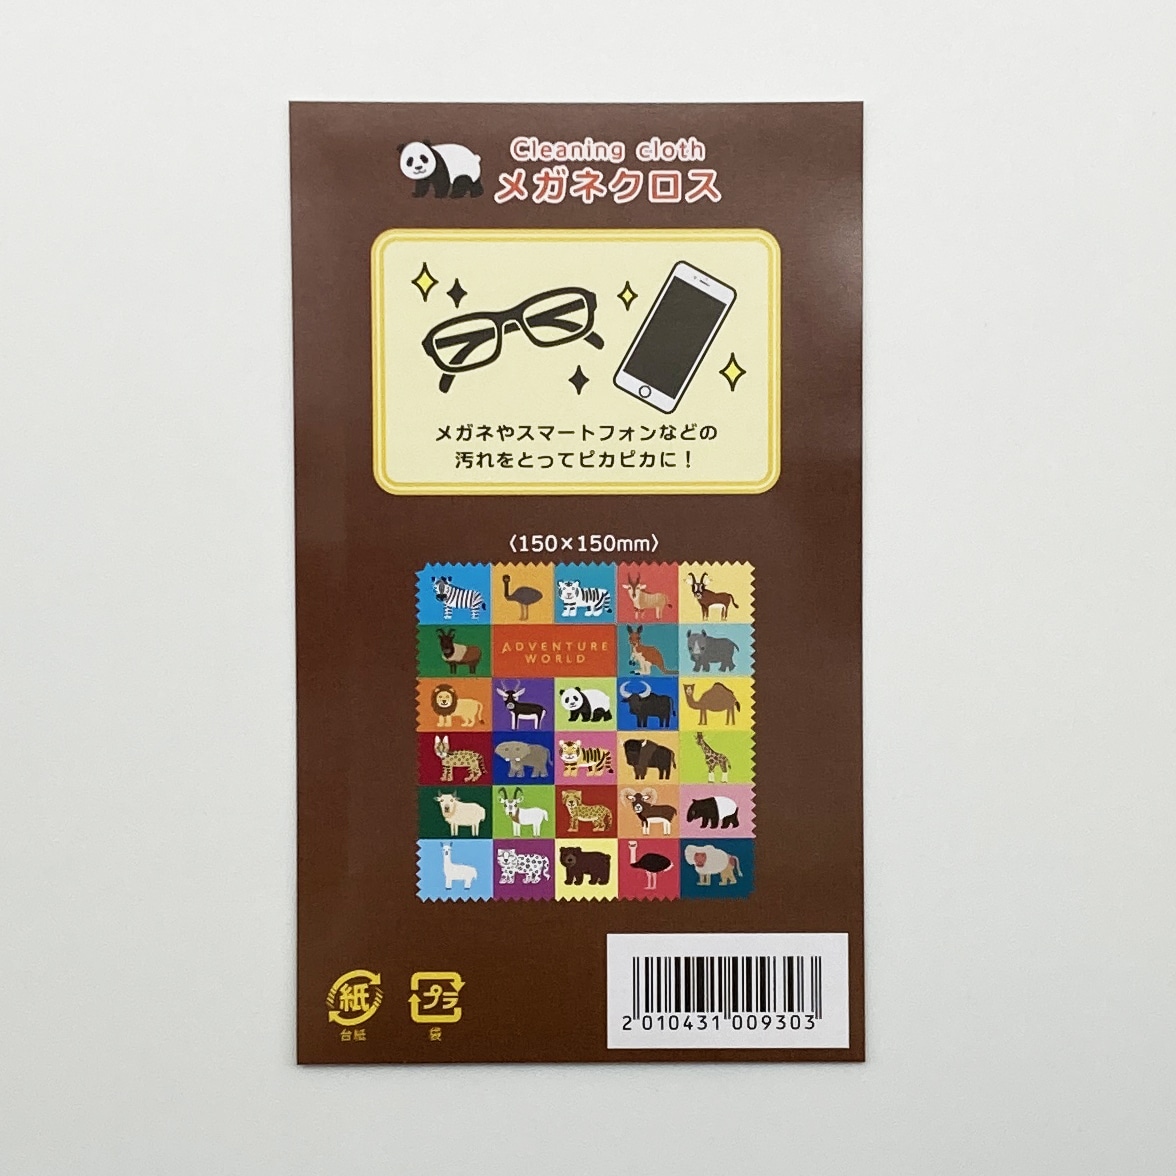 Cleaning cloth
メガネクロス
メガネやスマートフォンなどの
汚れをとってピカピカに！
〈150×150mm〉
ADVENTURE
WORLD
紙
台紙
プラ
袋
2 010431 009303